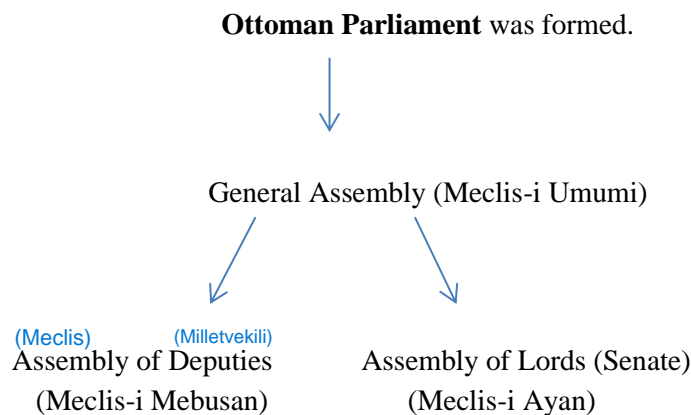 Ottoman Parliament was formed.
General Assembly (Meclis-i Umumi)
(Meclis) (Milletvekili)
Assembly of Deputies Assembly of Lords (Senate)
(Meclis-i Mebusan) (Meclis-i Ayan)